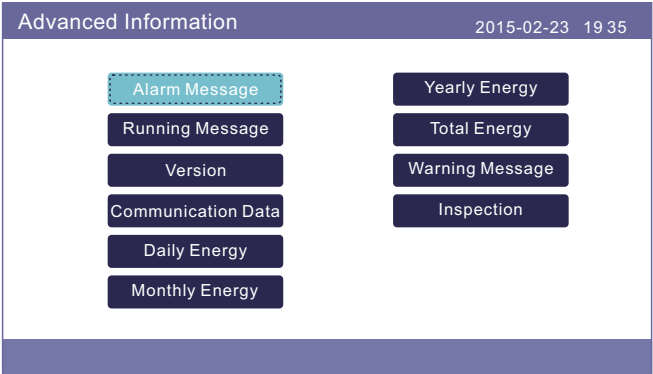 Advanced Information
2015-02-23 19 35
Alarm Message
Running Message
Version
Communication Data
Daily Energy
Monthly Energy
Yearly Energy
Total Energy
Warning Message
Inspection